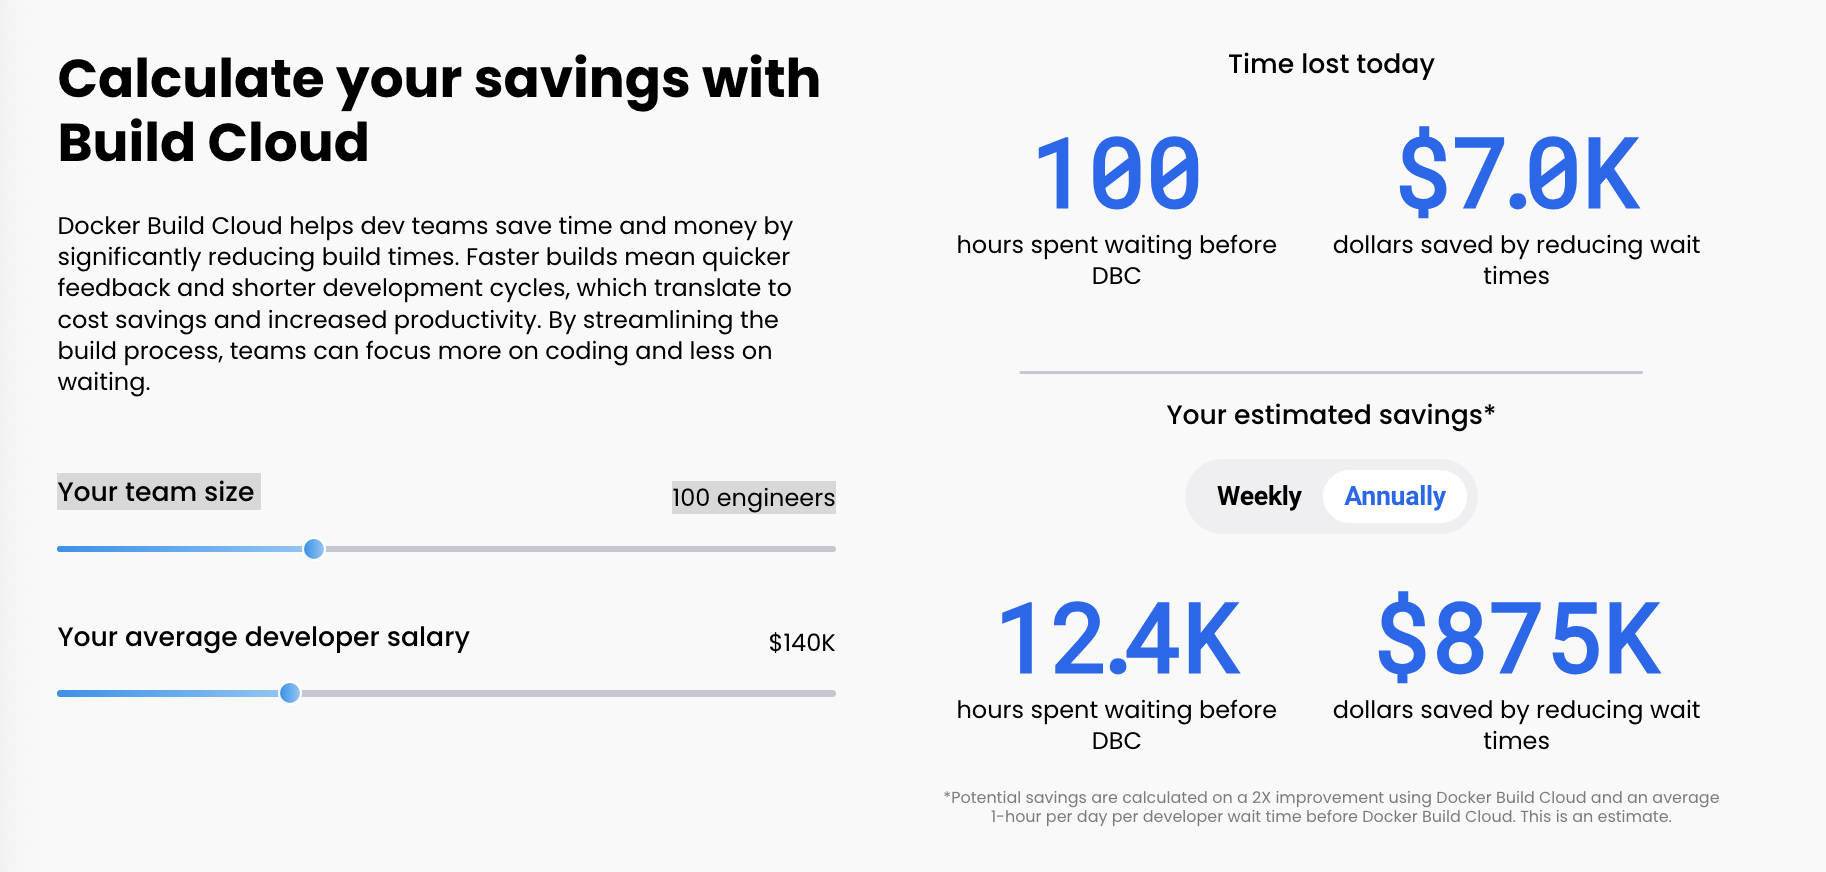 Calculate your savings with
Build Cloud
Docker Build Cloud helps dev teams save time and money by
significantly reducing build times. Faster builds mean quicker
feedback and shorter development cycles, which translate to
cost savings and increased productivity. By streamlining the
build process, teams can focus more on coding and less on
waiting.
Your team size
100 engineers
Your average developer salary
$140K
Time lost today
100
hours spent waiting before
DBC
$7.0K
dollars saved by reducing wait
times
Your estimated savings*
Weekly
Annually
12.4K
hours spent waiting before
DBC
$875K
dollars saved by reducing wait
times
*Potential savings are calculated on a 2X improvement using Docker Build Cloud and an average
1-hour per day per developer wait time before Docker Build Cloud. This is an estimate.